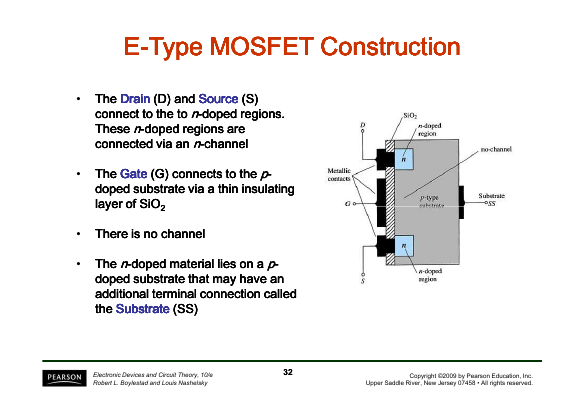 E-Type MOSFET Construction
• The Drain (D) and Source (S)
connect to the to n-doped regions.
These n-doped regions are
connected via an n-channel
• The Gate (G) connects to the p-
doped substrate via a thin insulating
layer of SiO2
• There is no channel
• The n-doped material lies on a p-
doped substrate that may have an
additional terminal connection called
the Substrate (SS)
SiO2
D
n-doped
region
no-channel
n
Metallic
contacts
p-type
substrate
Substrate
SS
G
n
n-doped
region
S
PEARSON
Electronic Devices and Circuit Theory, 10/e
Robert L. Boylestad and Louis Nashelsky
32
Copyright ©2009 by Pearson Education, Inc.
Upper Saddle River, New Jersey 07458 • All rights reserved.